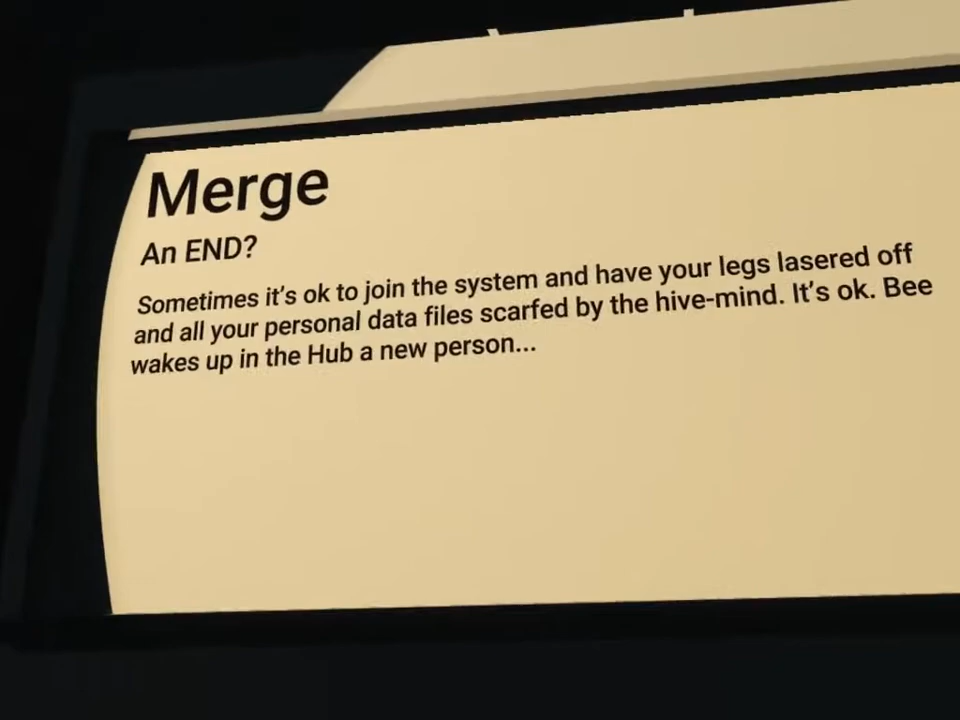 Merge
An END?
Sometimes it's ok to join the system and have your legs lasered off
and all your personal data files scarfed by the hive-mind. It's ok. Bee
wakes up in the Hub a new person...